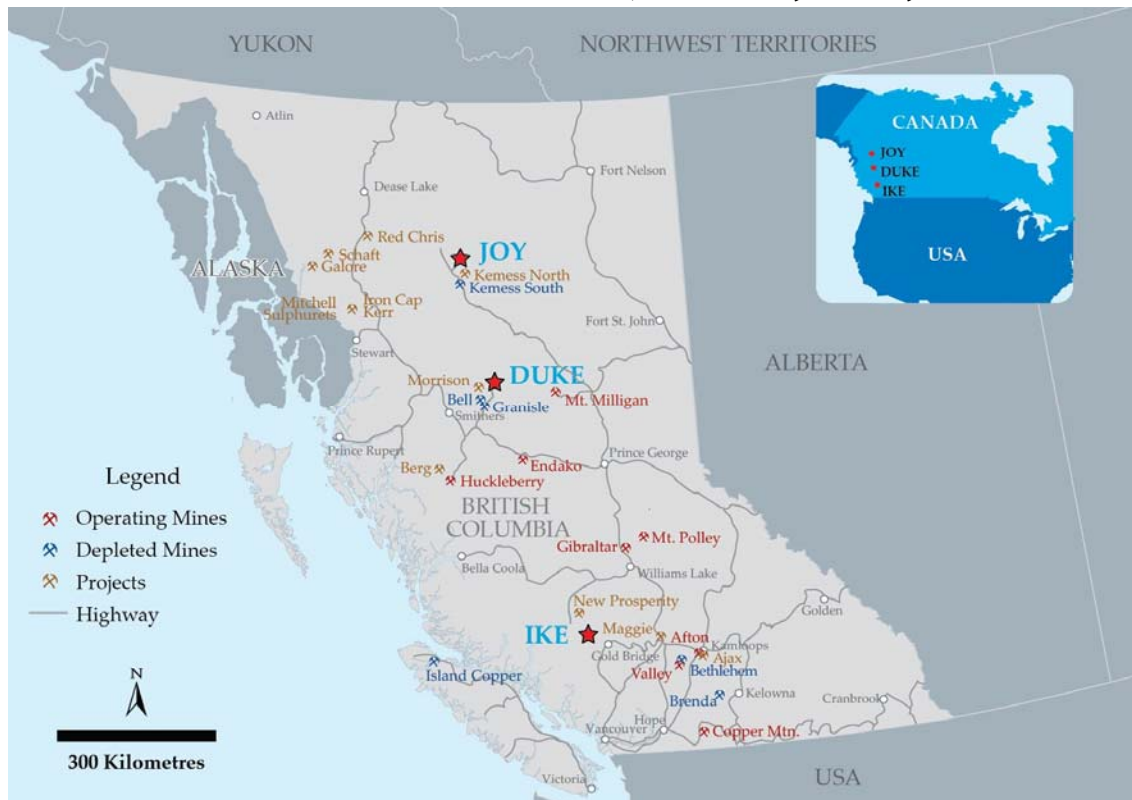 YUKON
NORTHWEST TERRITORIES
Atlin
CANADA
JOY
DUKE
IKE
USA
Fort Nelson
Dease Lake
Red Chris
JOY
Schaft
Galore
ALASKA
Kemess North
Kemess South
Mitchell
Sulphurets
Iron Cap
Kerr
Fort St. John
Stewart
ALBERTA
Morrison
DUKE
Bell
Granisle
Mt. Milligan
Smithers
Prince Rupert
Prince George
Endako
Berg
Huckleberry
BRITISH
COLUMBIA
Legend
Operating Mines
Depleted Mines
Projects
Highway
Mt. Polley
Gibraltar
Bella Coola
Williams Lake
New Prosperity
Golden
IKE
Maggie
Afton
Gold Bridge
Kamloops
Ajax
Valley
Bethlehem
Island Copper
Brenda
Kelowna
Cranbrook
Hope
Vancouver
Copper Mtn.
N
300 Kilometres
Victoria
USA